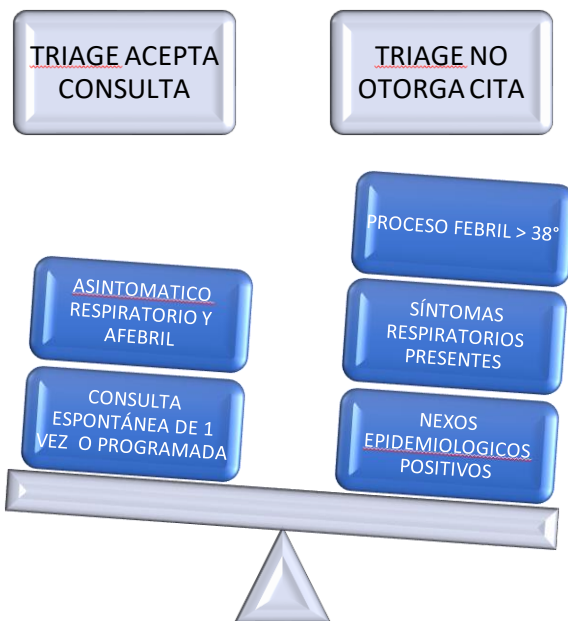 TRIAGE ACEPTA
CONSULTA
TRIAGE NO
OTORGA CITA
ASINTOMATICO
RESPIRATORIO Y
AFEBRIL
CONSULTA
ESPONTÁNEA DE 1
VEZ O PROGRAMADA
PROCESO FEBRIL > 38°
SÍNTOMAS
RESPIRATORIOS
PRESENTES
NEXOS
EPIDEMIOLOGICOS
POSITIVOS